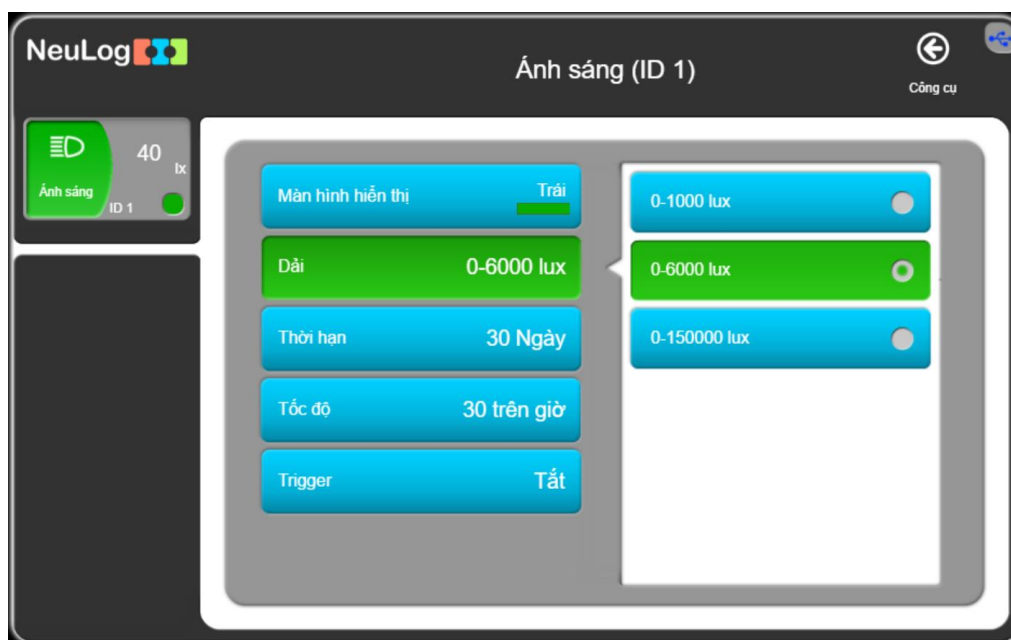 NeuLog
Ánh sáng (ID 1)
Công cụ
40 lx
Ánh sáng
ID 1
Màn hình hiển thị Trái
Dải 0-6000 lux
Thời hạn 30 Ngày
Tốc độ 30 trên giờ
Trigger Tắt
0-1000 lux
0-6000 lux
0-150000 lux